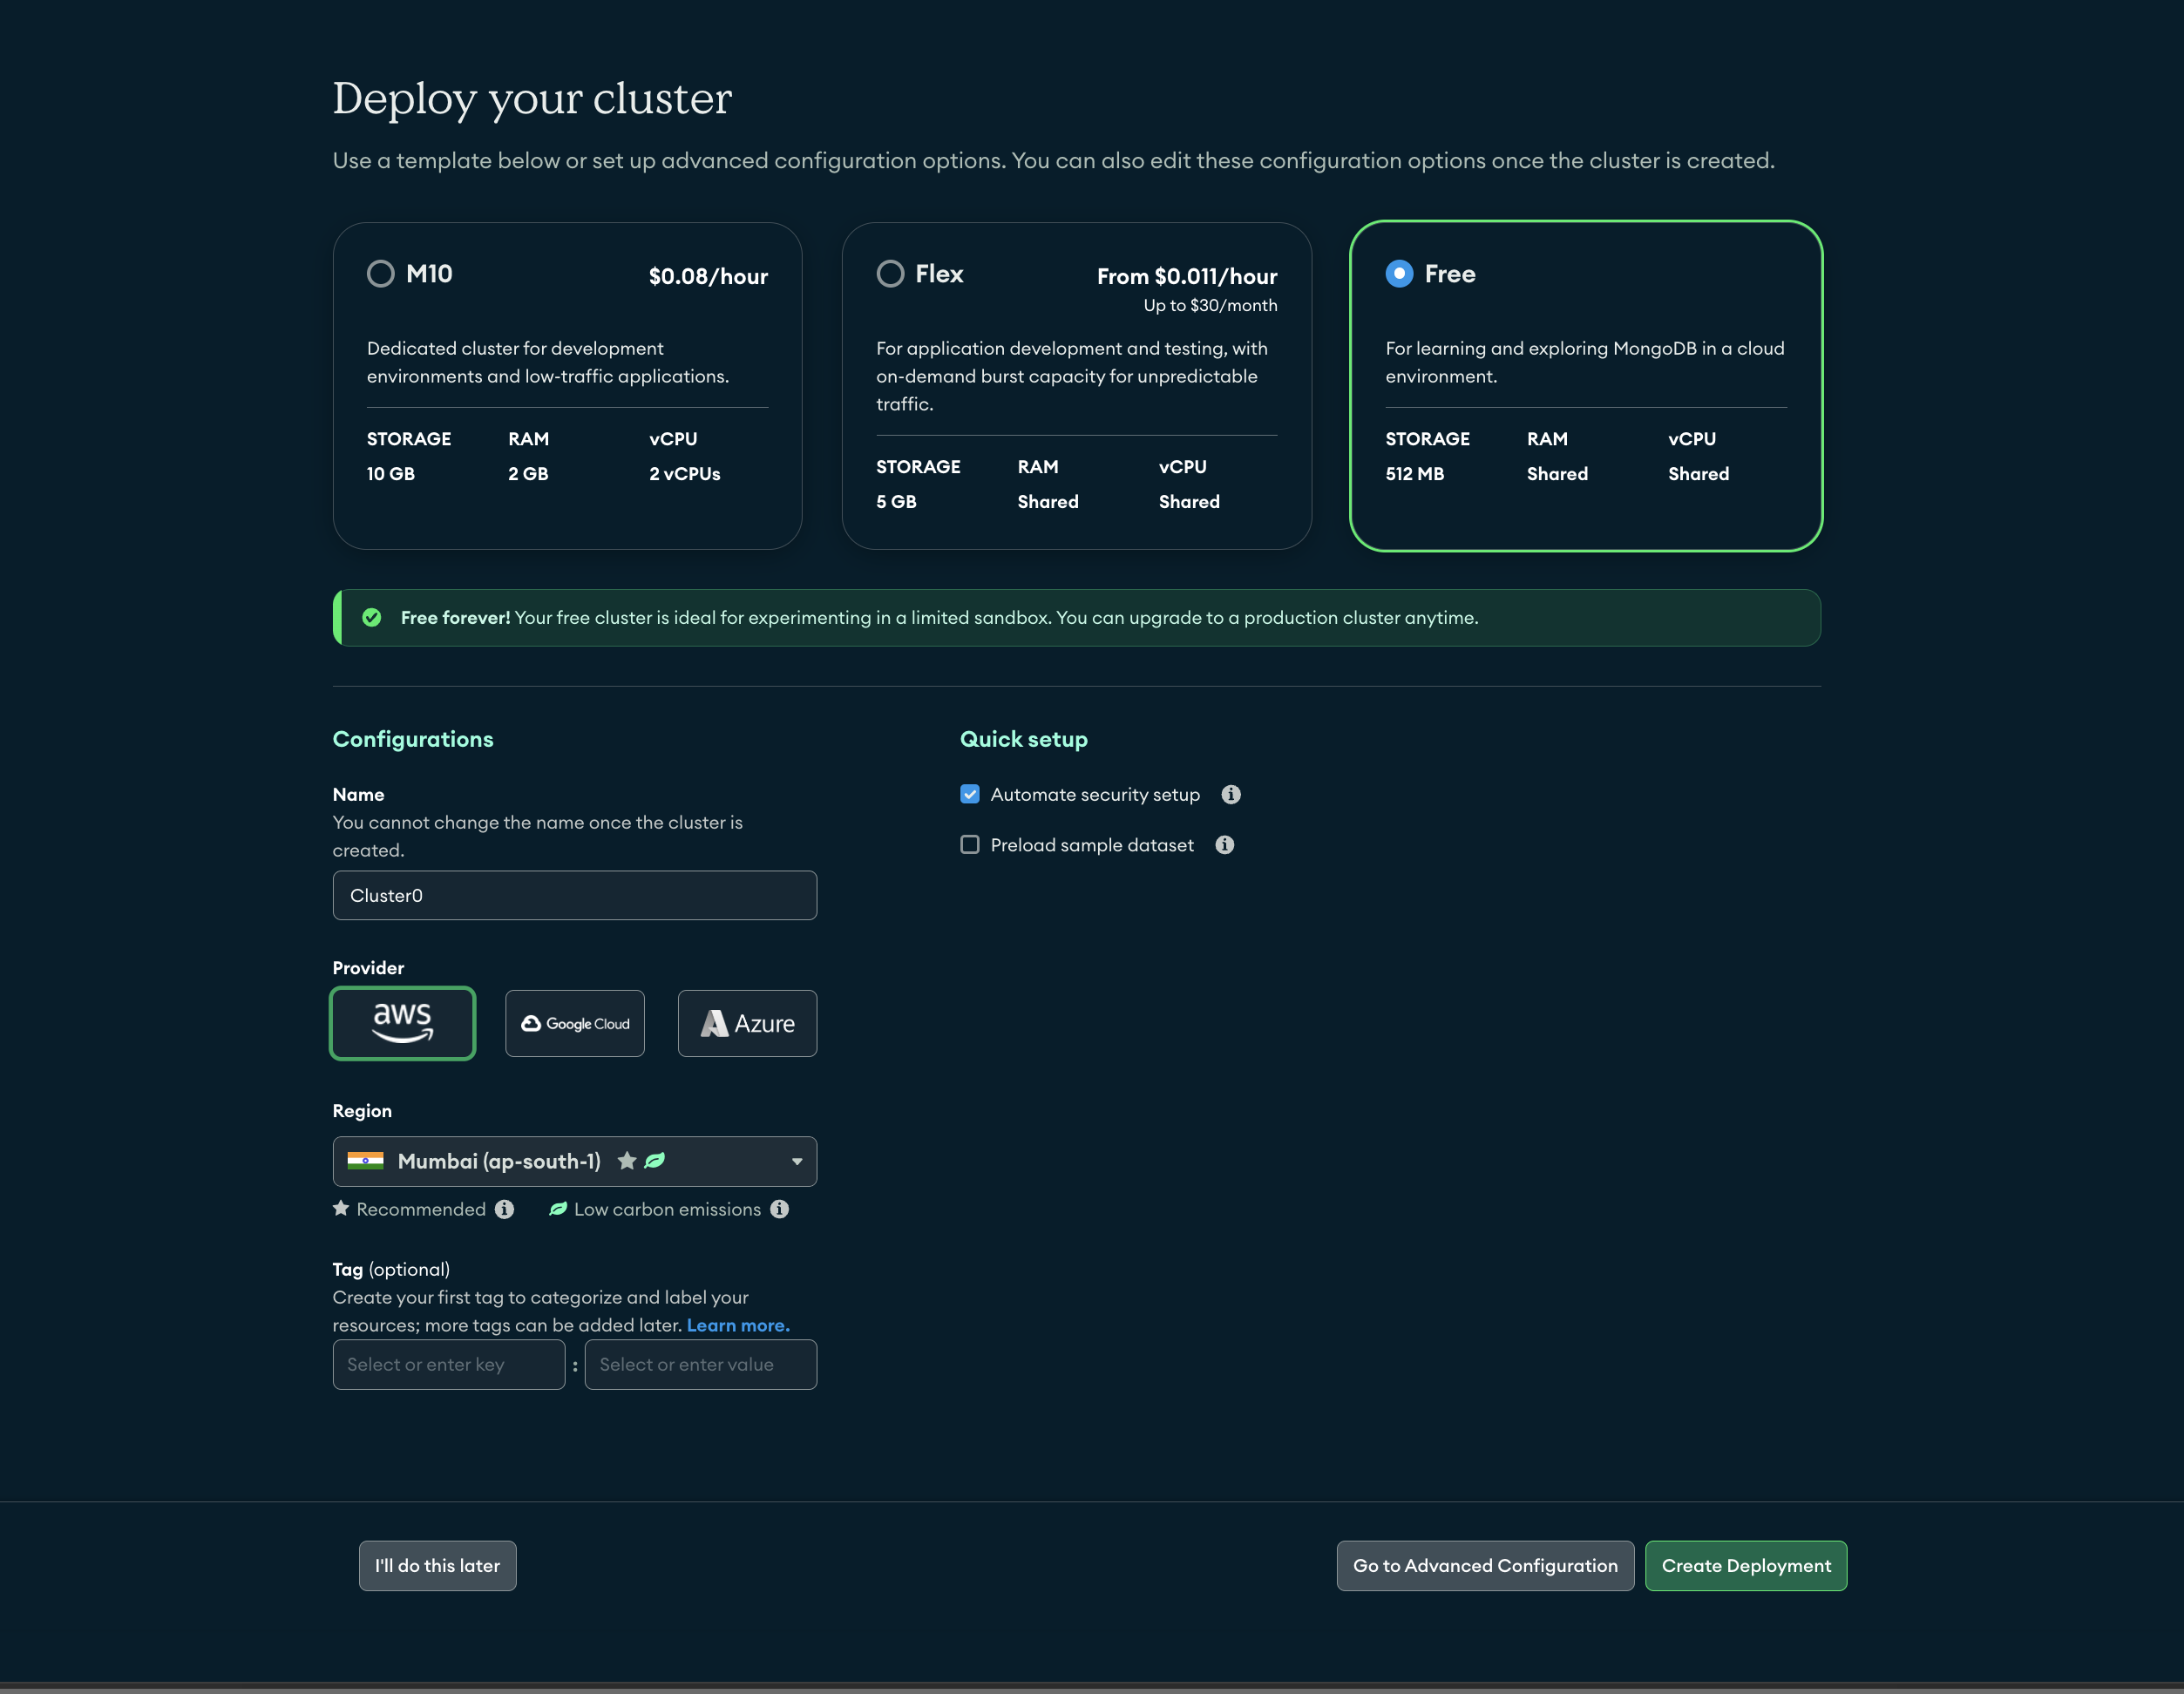 Deploy your cluster
Use a template below or set up advanced configuration options. You can also edit these configuration options once the cluster is created.
M10
$0.08/hour
Dedicated cluster for development
environments and low-traffic applications.
STORAGE RAM vCPU
10 GB 2 GB 2 vCPUs
Flex
From $0.011/hour
Up to $30/month
For application development and testing, with
on-demand burst capacity for unpredictable
traffic.
STORAGE RAM vCPU
5 GB Shared Shared
Free
For learning and exploring MongoDB in a cloud
environment.
STORAGE RAM vCPU
512 MB Shared Shared
Free forever! Your free cluster is ideal for experimenting in a limited sandbox. You can upgrade to a production cluster anytime.
Configurations
Name
You cannot change the name once the cluster is
created.
Cluster0
Provider
aws Google Cloud Azure
Region
Mumbai (ap-south-1)
Recommended Low carbon emissions
Tag (optional)
Create your first tag to categorize and label your
resources; more tags can be added later. Learn more.
Select or enter key : Select or enter value
Quick setup
Automate security setup
Preload sample dataset
I'll do this later
Go to Advanced Configuration
Create Deployment